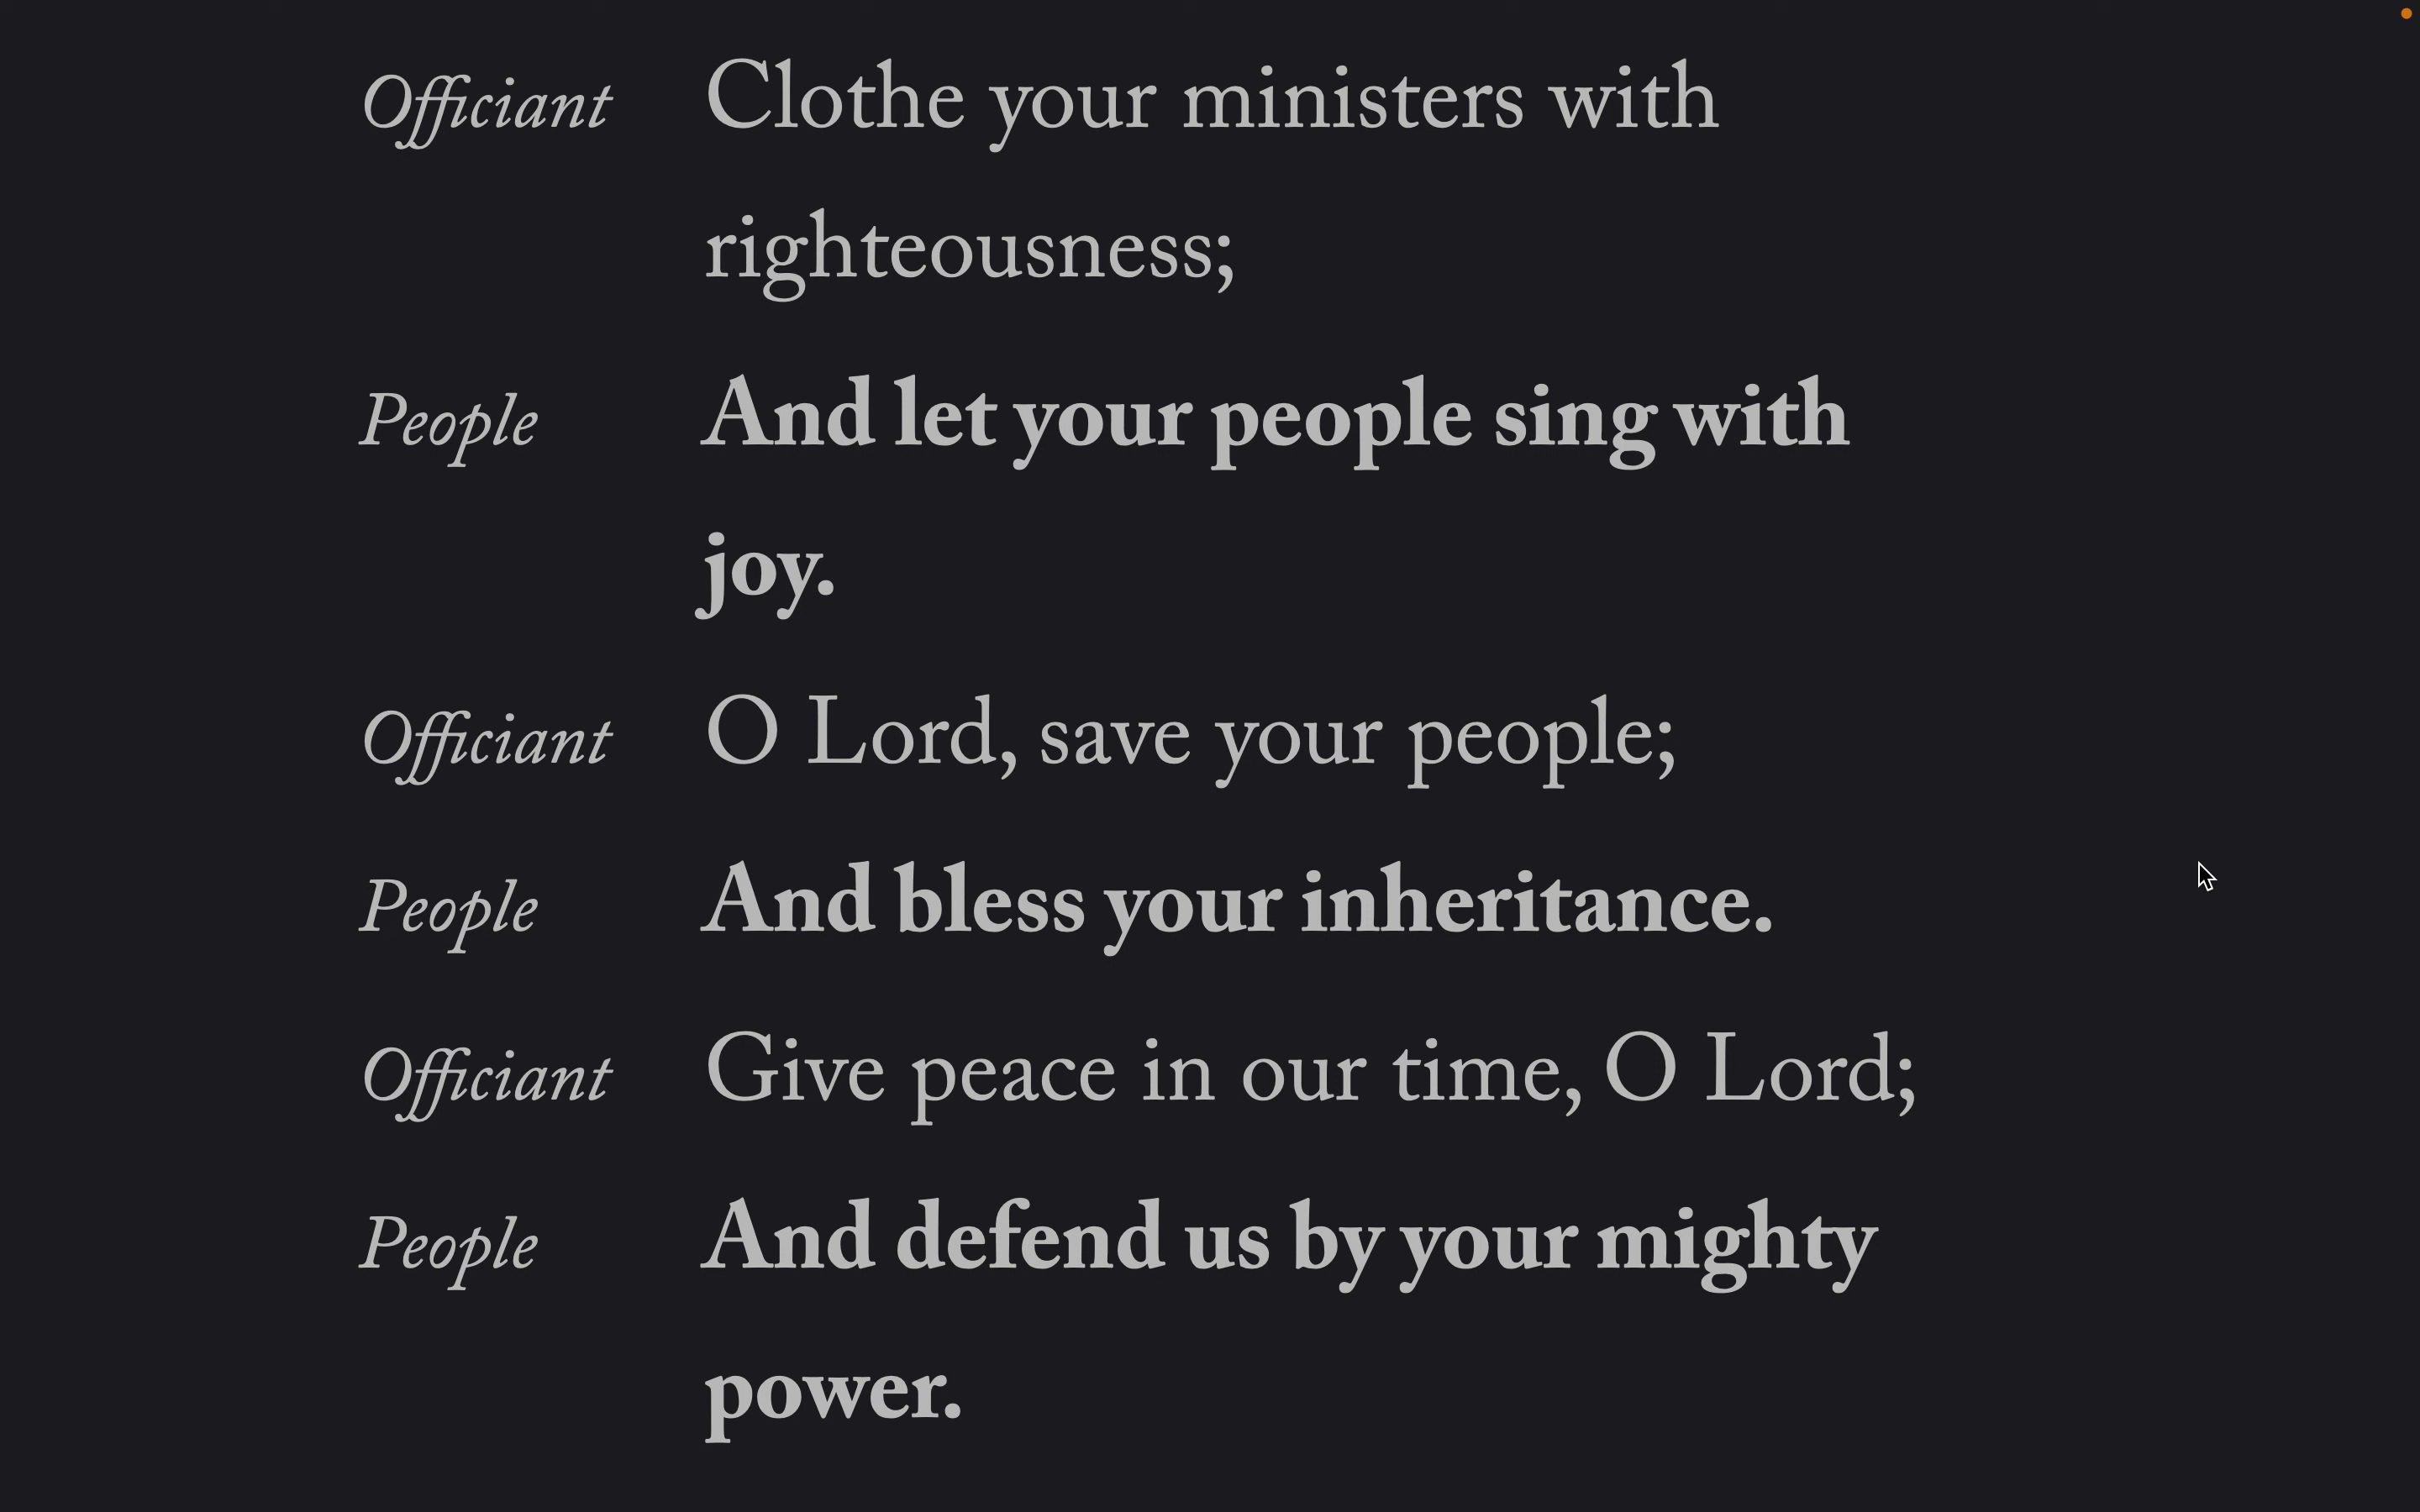 Officiant Clothe your ministers with
righteousness;
People And let your people sing with
joy.
Officiant O Lord, save your people;
People And bless your inheritance.
Officiant Give peace in our time, O Lord;
People And defend us by your mighty
power.